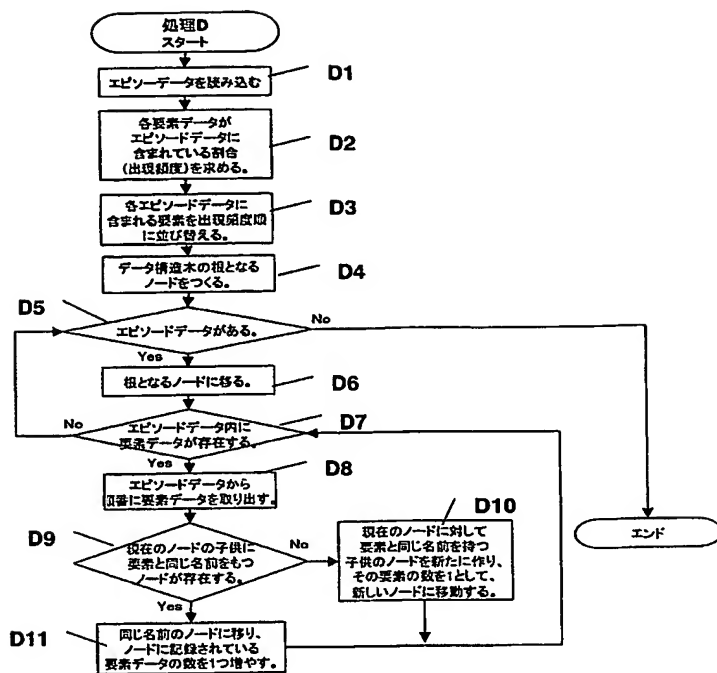 処理D
スタート
エピソーデータを読み込む
D1
各要素データが
エピソードデータに
含まれている割合
(出現頻度)を求める。
D2
各エピソードデータに
含まれる要素を出現頻度順
に並び替える。
D3
データ構造木の根となる
ノードをつくる。
D4
D5
エピソードデータがある。
No
Yes
根となるノードに移る。
D6
No
エピソードデータ内に
要素データが存在する。
D7
Yes
エピソードデータから
順番に要素データを取り出す。
D8
D9
現在のノードの子供に
要素と同じ名前をもつ
ノードが存在する。
No
Yes
D10
現在のノードに対して
要素と同じ名前を持つ
子供のノードを新たに作り、
その要素の数を1として、
新しいノードに移動する。
エンド
D11
同じ名前のノードに移り、
ノードに記録されている
要素データの数を1つ増やす。